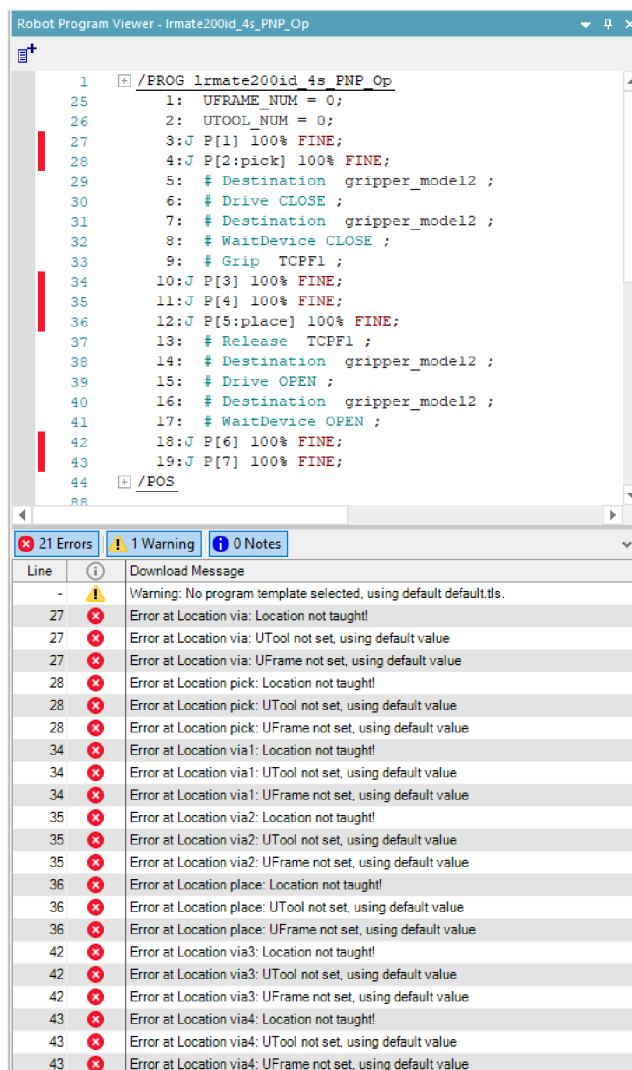 Robot Program Viewer - lrmate200id_4s_PNP_Op
1 /PROG lrmate200id_4s_PNP_Op
25 1: UFRAME_NUM = 0;
26 2: UTOOL_NUM = 0;
27 3:J P[1] 100% FINE;
28 4:J P[2:pick] 100% FINE;
29 5: # Destination gripper_model2 ;
30 6: # Drive CLOSE ;
31 7: # Destination gripper_model2 ;
32 8: # WaitDevice CLOSE ;
33 9: # Grip TCPF1 ;
34 10:J P[3] 100% FINE;
35 11:J P[4] 100% FINE;
36 12:J P[5:place] 100% FINE;
37 13: # Release TCPF1 ;
38 14: # Destination gripper_model2 ;
39 15: # Drive OPEN ;
40 16: # Destination gripper_model2 ;
41 17: # WaitDevice OPEN ;
42 18:J P[6] 100% FINE;
43 19:J P[7] 100% FINE;
44 /POS
88
21 Errors 1 Warning 0 Notes
Line Download Message
- Warning: No program template selected, using default default.tls.
27 Error at Location via: Location not taught!
27 Error at Location via: UTool not set, using default value
27 Error at Location via: UFrame not set, using default value
28 Error at Location pick: Location not taught!
28 Error at Location pick: UTool not set, using default value
28 Error at Location pick: UFrame not set, using default value
34 Error at Location via1: Location not taught!
34 Error at Location via1: UTool not set, using default value
34 Error at Location via1: UFrame not set, using default value
35 Error at Location via2: Location not taught!
35 Error at Location via2: UTool not set, using default value
35 Error at Location via2: UFrame not set, using default value
36 Error at Location place: Location not taught!
36 Error at Location place: UTool not set, using default value
36 Error at Location place: UFrame not set, using default value
42 Error at Location via3: Location not taught!
42 Error at Location via3: UTool not set, using default value
42 Error at Location via3: UFrame not set, using default value
43 Error at Location via4: Location not taught!
43 Error at Location via4: UTool not set, using default value
43 Error at Location via4: UFrame not set, using default value